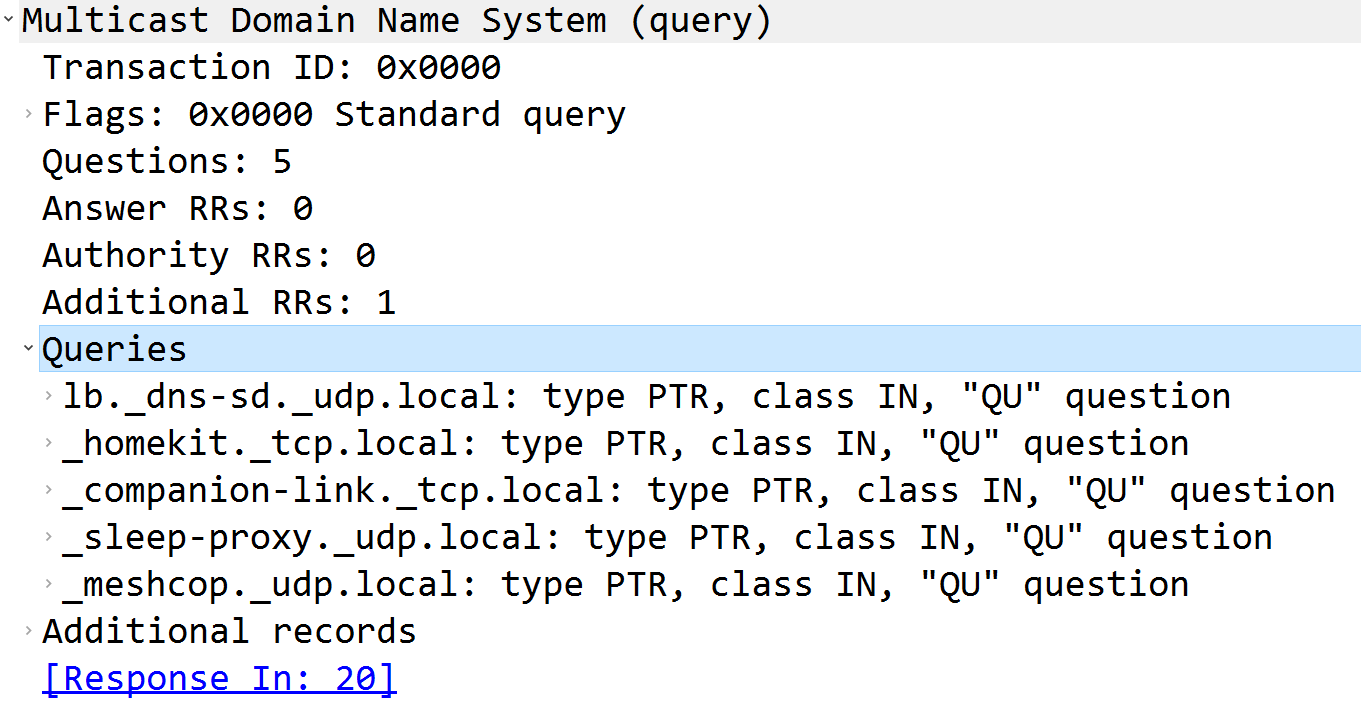 Multicast Domain Name System (query)
Transaction ID: 0x0000
Flags: 0x0000 Standard query
Questions: 5
Answer RRs: 0
Authority RRs: 0
Additional RRs: 1
Queries
lb._dns-sd._udp.local: type PTR, class IN, "QU" question
_homekit._tcp.local: type PTR, class IN, "QU" question
_companion-link._tcp.local: type PTR, class IN, "QU" question
_sleep-proxy._udp.local: type PTR, class IN, "QU" question
_meshcop._udp.local: type PTR, class IN, "QU" question
Additional records
[Response In: 20]